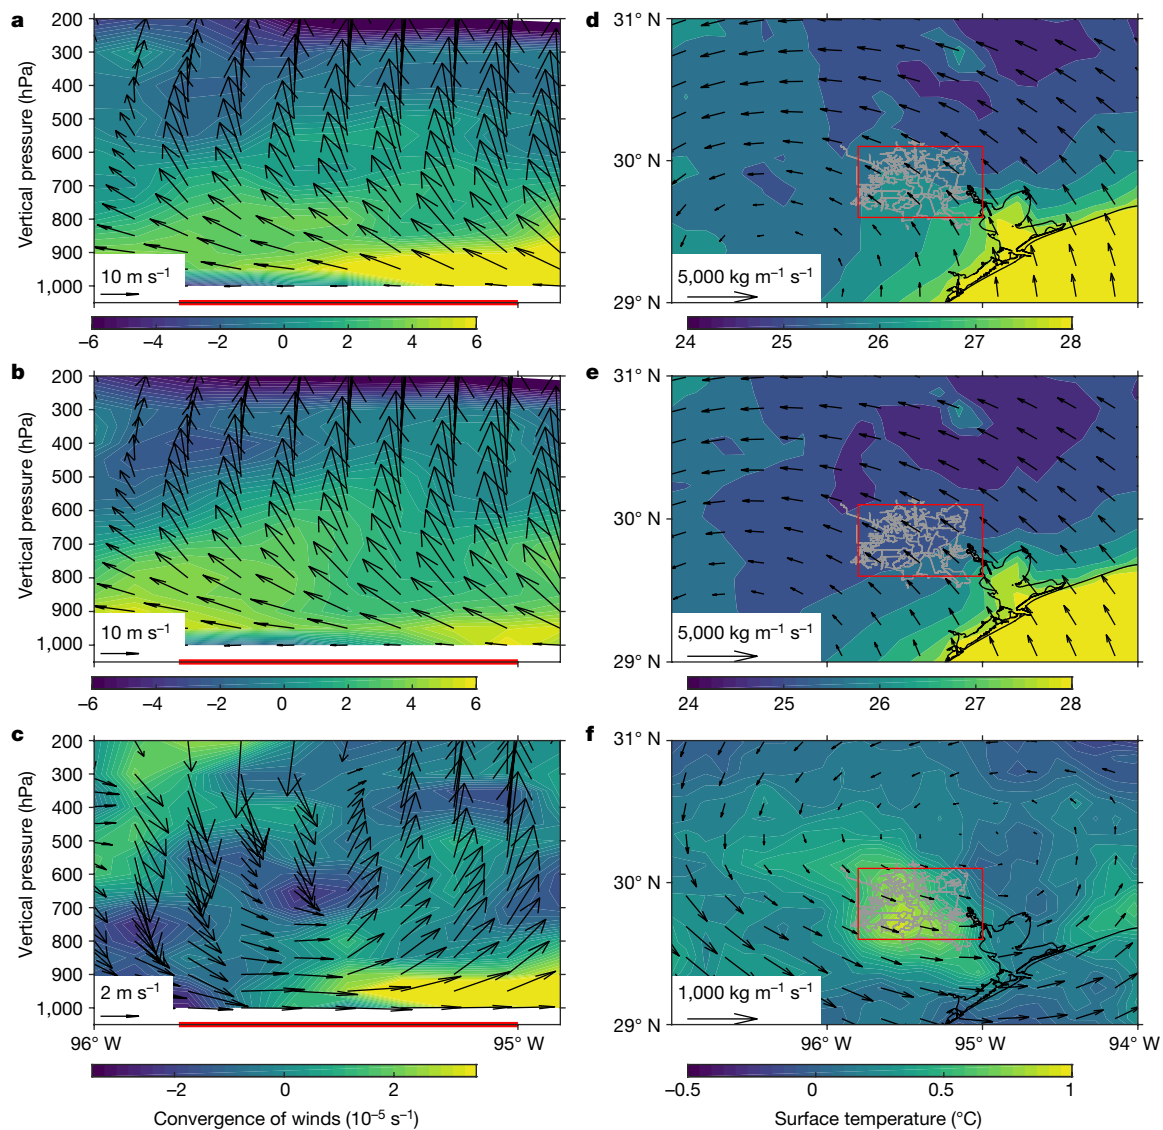 a
Vertical pressure (hPa)
200
300
400
500
600
700
800
900
1,000
10 m s⁻¹
−6
−4
−2
0
2
4
6
d
31° N
30° N
29° N
5,000 kg m⁻¹ s⁻¹
24
25
26
27
28
b
Vertical pressure (hPa)
200
300
400
500
600
700
800
900
1,000
10 m s⁻¹
−6
−4
−2
0
2
4
6
e
31° N
30° N
29° N
5,000 kg m⁻¹ s⁻¹
24
25
26
27
28
c
Vertical pressure (hPa)
200
300
400
500
600
700
800
900
1,000
2 m s⁻¹
96° W
95° W
−2
0
2
Convergence of winds (10⁻⁵ s⁻¹)
f
31° N
30° N
29° N
1,000 kg m⁻¹ s⁻¹
96° W
95° W
94° W
−0.5
0
0.5
1
Surface temperature (°C)